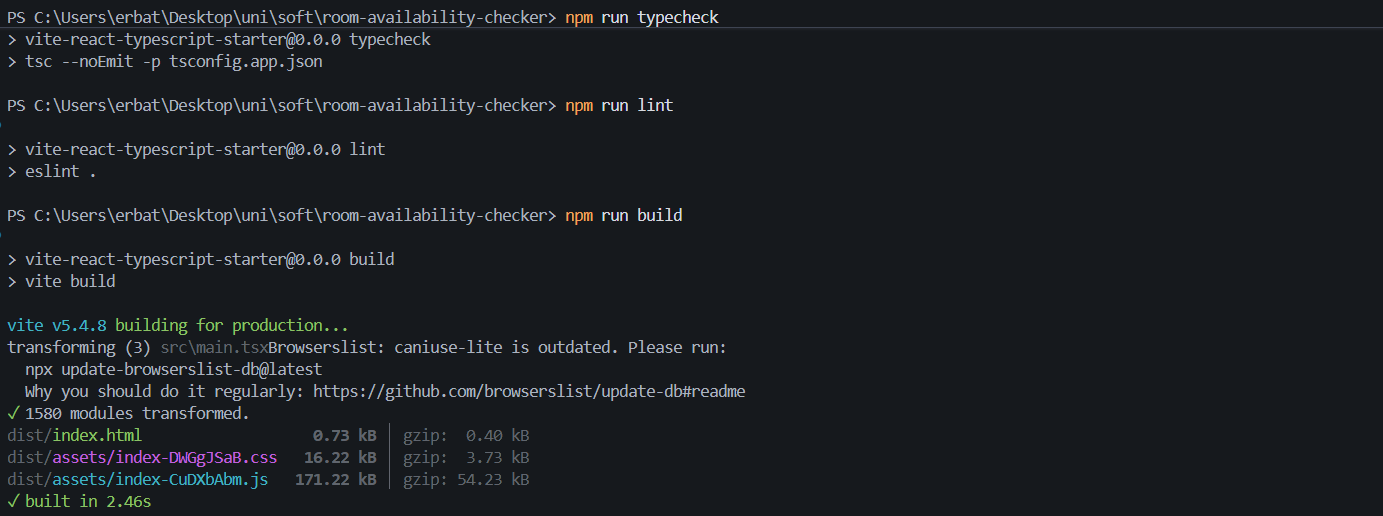 PS C:\Users\erbat\Desktop\uni\soft\room-availability-checker> npm run typecheck
> vite-react-typescript-starter@0.0.0 typecheck
> tsc --noEmit -p tsconfig.app.json
PS C:\Users\erbat\Desktop\uni\soft\room-availability-checker> npm run lint
> vite-react-typescript-starter@0.0.0 lint
> eslint .
PS C:\Users\erbat\Desktop\uni\soft\room-availability-checker> npm run build
> vite-react-typescript-starter@0.0.0 build
> vite build
vite v5.4.8 building for production...
transforming (3) src\main.tsxBrowserslist: caniuse-lite is outdated. Please run:
npx update-browserslist-db@latest
Why you should do it regularly: https://github.com/browserslist/update-db#readme
✓ 1580 modules transformed.
dist/index.html 0.73 kB │ gzip: 0.40 kB
dist/assets/index-DWGgJSaB.css 16.22 kB │ gzip: 3.73 kB
dist/assets/index-CuDXbAbm.js 171.22 kB │ gzip: 54.23 kB
✓ built in 2.46s